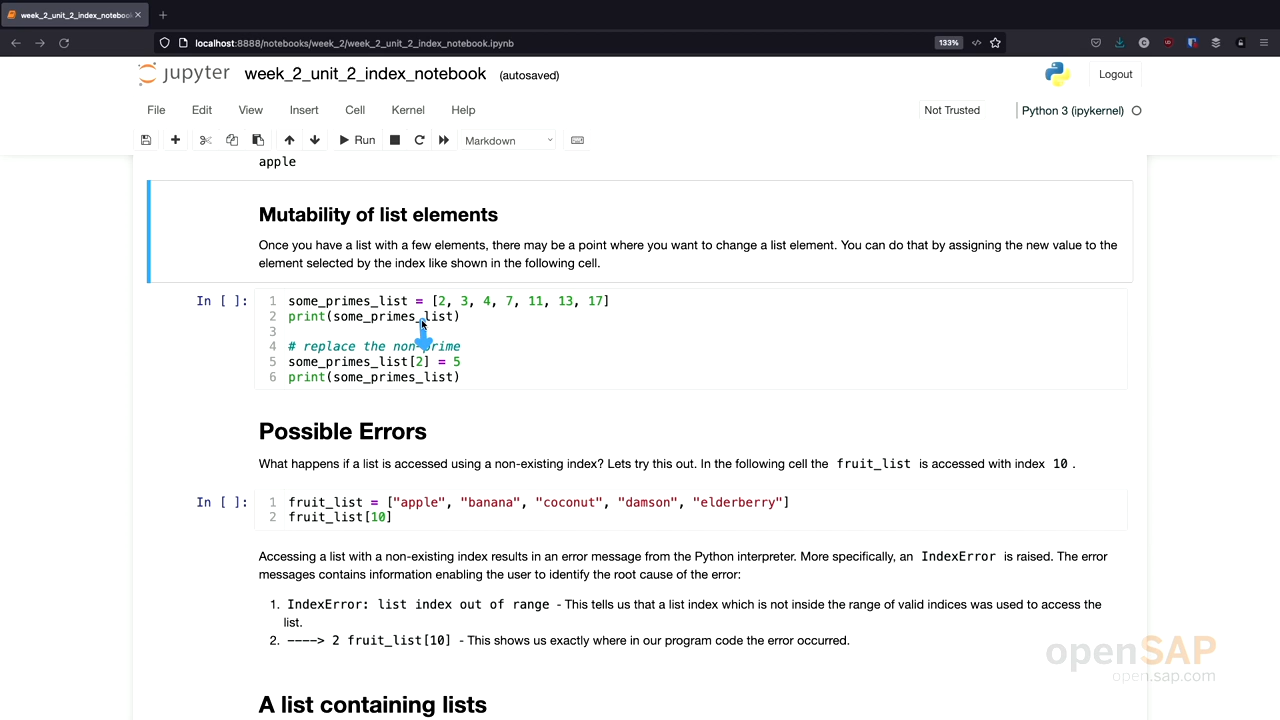 week_2_unit_2_index_noteboo
localhost:8888/notebooks/week_2/week_2_unit_2_index_notebook.ipynb
133%
jupyter week_2_unit_2_index_notebook (autosaved)
Logout
File Edit View Insert Cell Kernel Help
Not Trusted
Python 3 (ipykernel)
Run
Markdown
apple
Mutability of list elements
Once you have a list with a few elements, there may be a point where you want to change a list element. You can do that by assigning the new value to the
element selected by the index like shown in the following cell.
In [ ]: 1 some_primes_list = [2, 3, 4, 7, 11, 13, 17]
2 print(some_primes_list)
3
4 # replace the non-prime
5 some_primes_list[2] = 5
6 print(some_primes_list)
Possible Errors
What happens if a list is accessed using a non-existing index? Lets try this out. In the following cell the fruit_list is accessed with index 10 .
In [ ]: 1 fruit_list = ["apple", "banana", "coconut", "damson", "elderberry"]
2 fruit_list[10]
Accessing a list with a non-existing index results in an error message from the Python interpreter. More specifically, an IndexError is raised. The error
messages contains information enabling the user to identify the root cause of the error:
1. IndexError: list index out of range - This tells us that a list index which is not inside the range of valid indices was used to access the
list.
2. ----> 2 fruit_list[10] - This shows us exactly where in our program code the error occurred.
openSAP
open.sap.com
A list containing lists